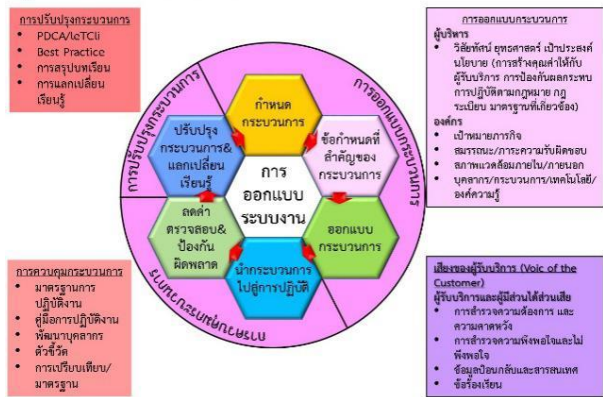 การปรับปรุงกระบวนการ
• PDCA/leTCli
• Best Practice
• การสรุปบทเรียน
• การแลกเปลี่ยน
เรียนรู้
การออกแบบกระบวนการ
ผู้บริหาร
• วิสัยทัศน์ ยุทธศาสตร์ เป้าประสงค์
นโยบาย (การสร้างคุณค่าให้กับ
ผู้รับบริการ การป้องกันผลกระทบ
การปฏิบัติตามกฎหมาย กฎ
ระเบียบ มาตรฐานที่เกี่ยวข้อง)
องค์กร
• เป้าหมายภารกิจ
• สมรรถนะ/ภาระความรับผิดชอบ
• สภาพแวดล้อมภายใน/ภายนอก
• บุคลากร/กระบวนการ/เทคโนโลยี/
องค์ความรู้
การปรับปรุงกระบวนการ
การออกแบบกระบวนการ
การควบคุมกระบวนการ
กำหนด
กระบวนการ
ข้อกำหนดที่
สำคัญของ
กระบวนการ
ออกแบบ
กระบวนการ
นำกระบวนการ
ไปสู่การปฏิบัติ
ลดค่า
ตรวจสอบ&
ป้องกัน
ผิดพลาด
ปรับปรุง
กระบวนการ&
แลกเปลี่ยน
เรียนรู้
การ
ออกแบบ
ระบบงาน
การควบคุมกระบวนการ
• มาตรฐานการ
ปฏิบัติงาน
• คู่มือการปฏิบัติงาน
• พัฒนาบุคลากร
• ตัวชี้วัด
• การเปรียบเทียบ/
มาตรฐาน
เสียงของผู้รับบริการ (Voic of the
Customer)
ผู้รับบริการและผู้มีส่วนได้ส่วนเสีย
• การสำรวจความต้องการ และ
ความคาดหวัง
• การสำรวจความพึงพอใจและไม่
พึงพอใจ
• ข้อมูลป้อนกลับและสารสนเทศ
• ข้อร้องเรียน